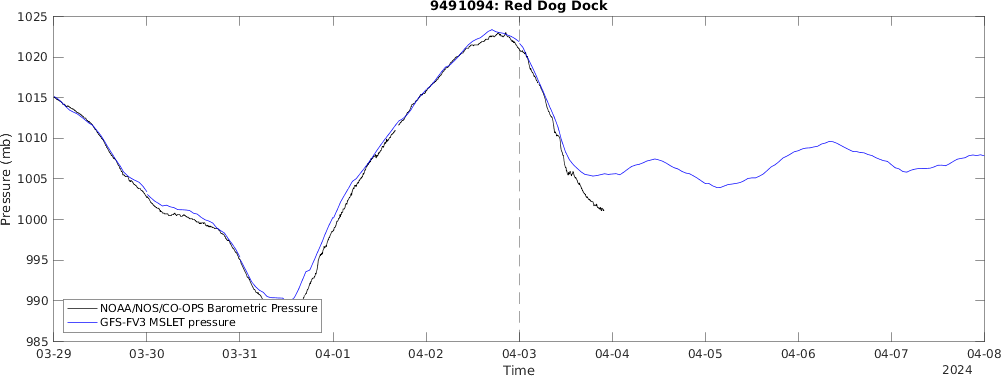 9491094: Red Dog Dock
1025
1020
1015
1010
1005
1000
995
990
985
Pressure (mb)
NOAA/NOS/CO-OPS Barometric Pressure
GFS-FV3 MSLET pressure
03-29 03-30 03-31 04-01 04-02 04-03 04-04 04-05 04-06 04-07 04-08
Time
2024